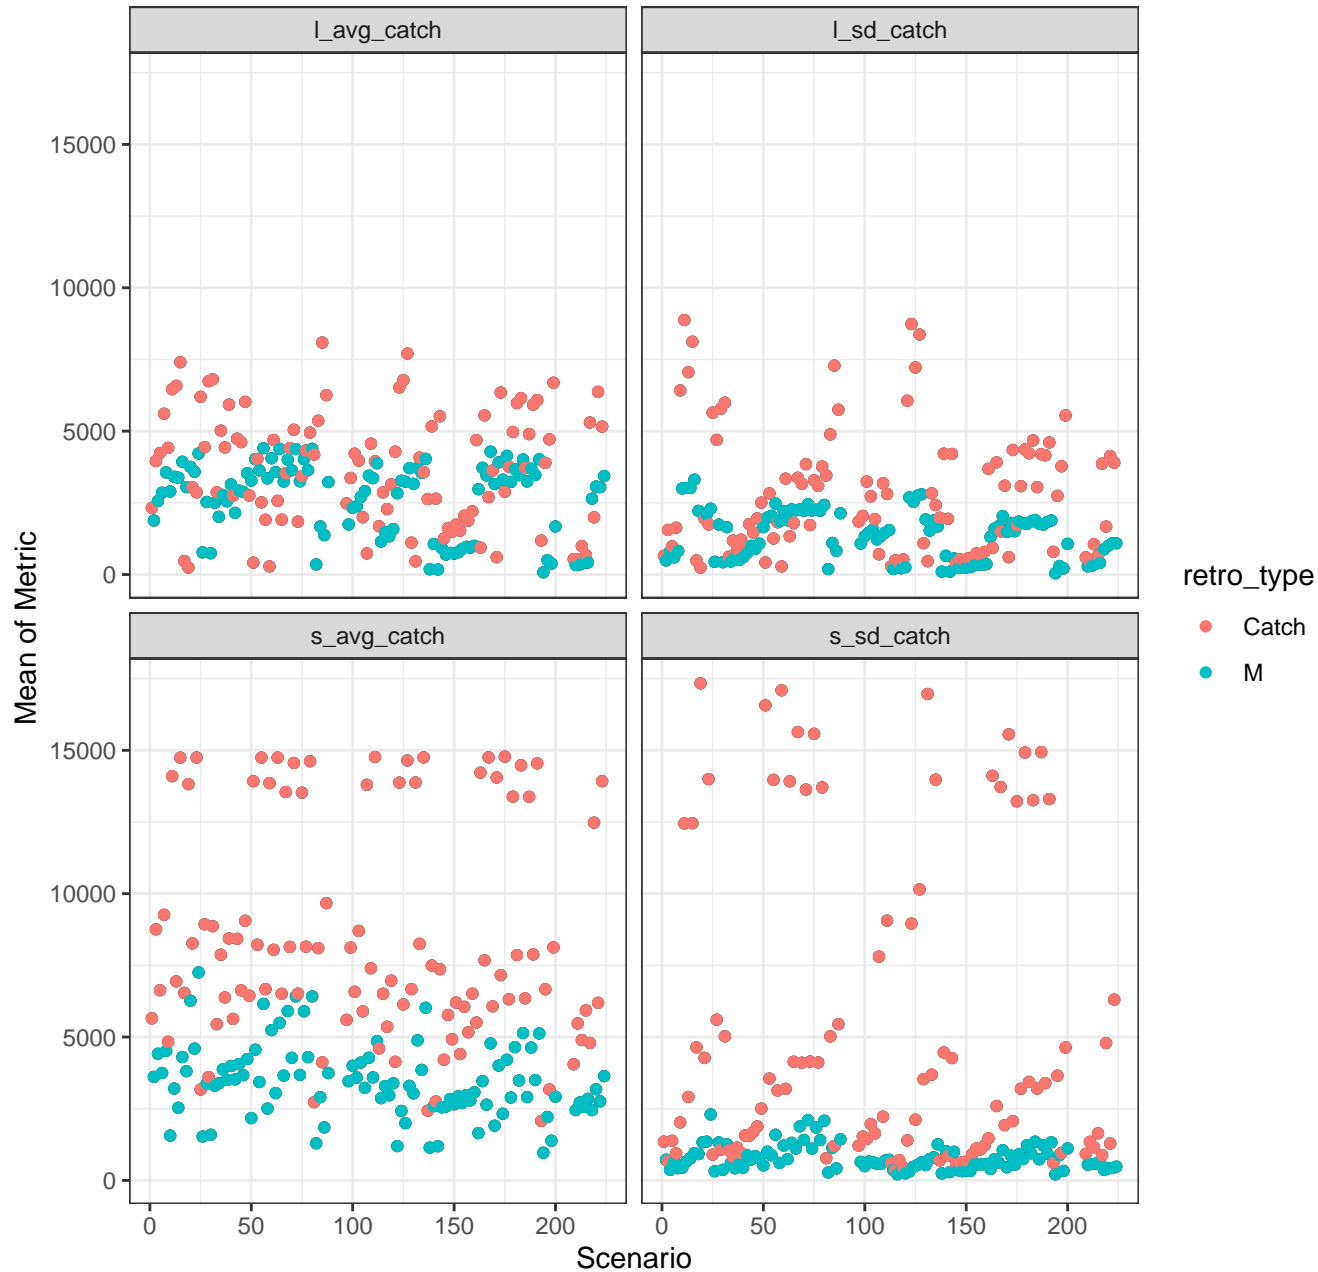 l_avg_catch
l_sd_catch
15000
10000
5000
0
s_avg_catch
s_sd_catch
15000
10000
5000
0
0 50 100 150 200
0 50 100 150 200
Scenario
Mean of Metric
retro_type
Catch
M